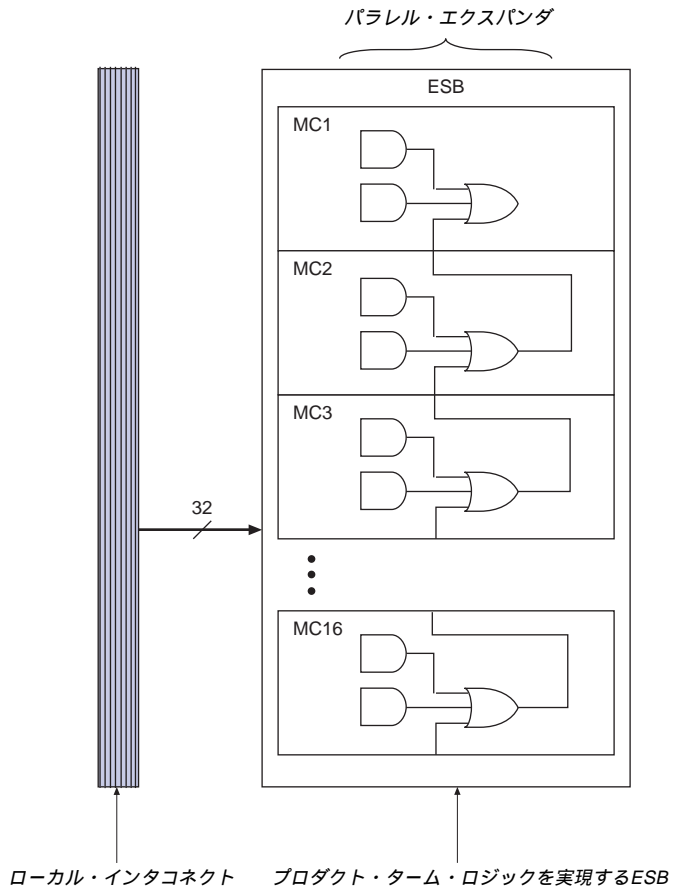 パラレル・エクスパンダ
ESB
MC1
MC2
MC3
32
MC16
ローカル・インタコネクト
プロダクト・ターム・ロジックを実現するESB